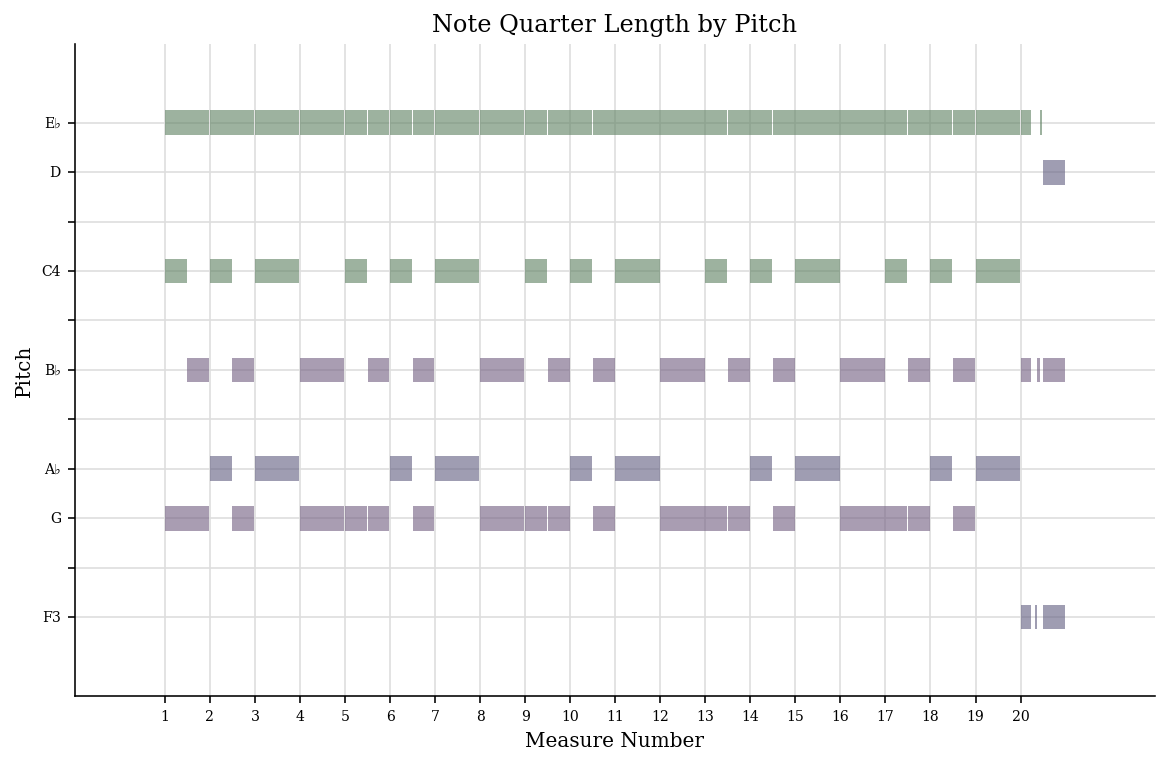 Note Quarter Length by Pitch
E♭
D
C4
B♭
A♭
G
F3
Pitch
1 2 3 4 5 6 7 8 9 10 11 12 13 14 15 16 17 18 19 20
Measure Number